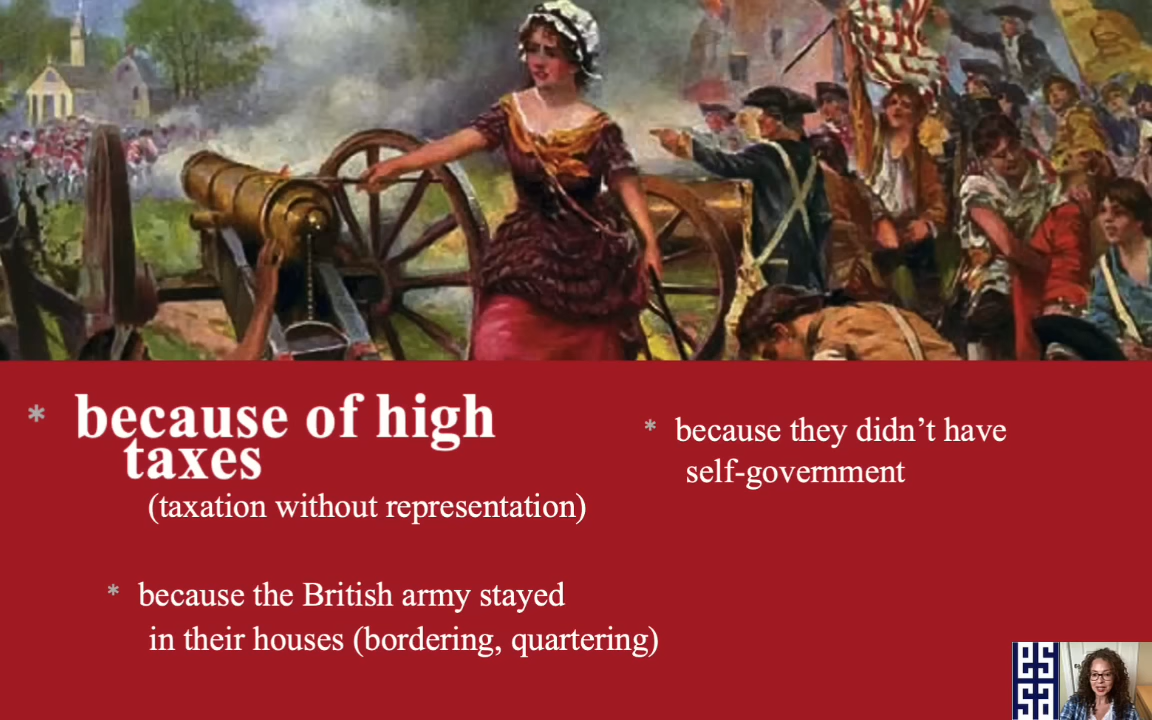 * because of high
taxes
(taxation without representation)
* because the British army stayed
in their houses (bordering, quartering)
* because they didn’t have
self-government